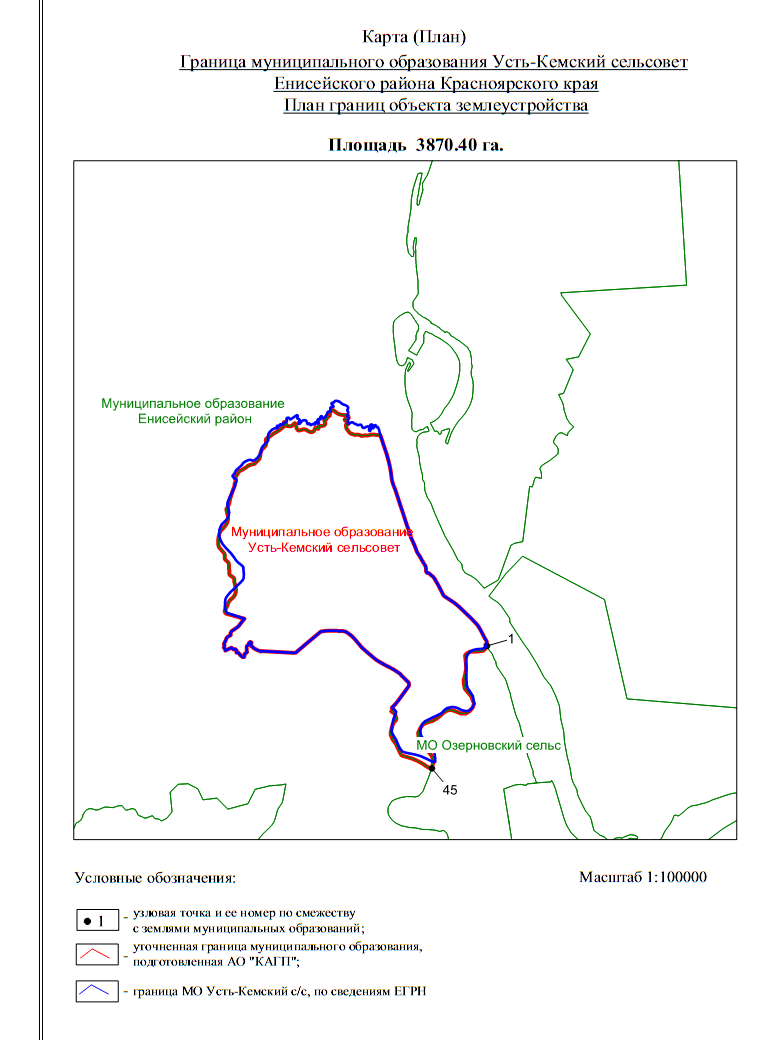 Карта (План)
Граница муниципального образования Усть-Кемский сельсовет
Енисейского района Красноярского края
План границ объекта землеустройства
Площадь 3870.40 га.
Муниципальное образование
Енисейский район
Муниципальное образование
Усть-Кемский сельсовет
1
МО Озерновский сельс
45
Условные обозначения:
Масштаб 1:100000
1
- узловая точка и ее номер по смежеству
с землями муниципальных образований;
- уточненная граница муниципального образования,
подготовленная АО "КАГП";
- граница МО Усть-Кемский с/с, по сведениям ЕГРН